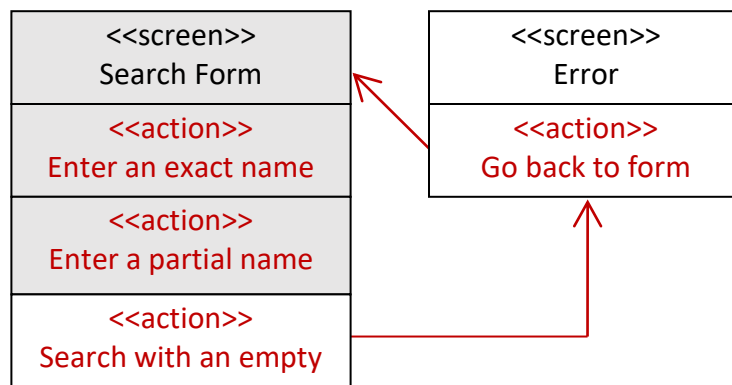 <<screen>>
Search Form
<<action>>
Enter an exact name
<<action>>
Enter a partial name
<<action>>
Search with an empty
<<screen>>
Error
<<action>>
Go back to form